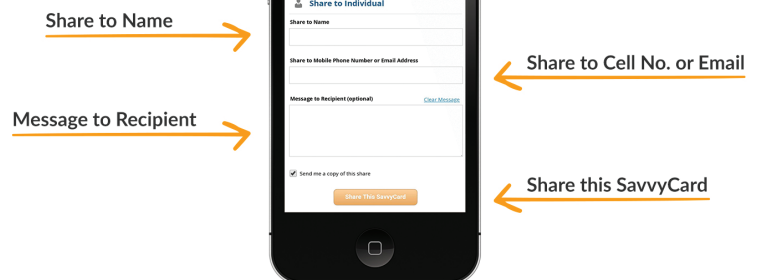 Share to Individual
Share to Name
Share to Name
Share to Mobile Phone Number or Email Address
Share to Cell No. or Email
Message to Recipient (optional) Clear Message
Message to Recipient
Send me a copy of this share
Share this SavvyCard
Share This SavvyCard